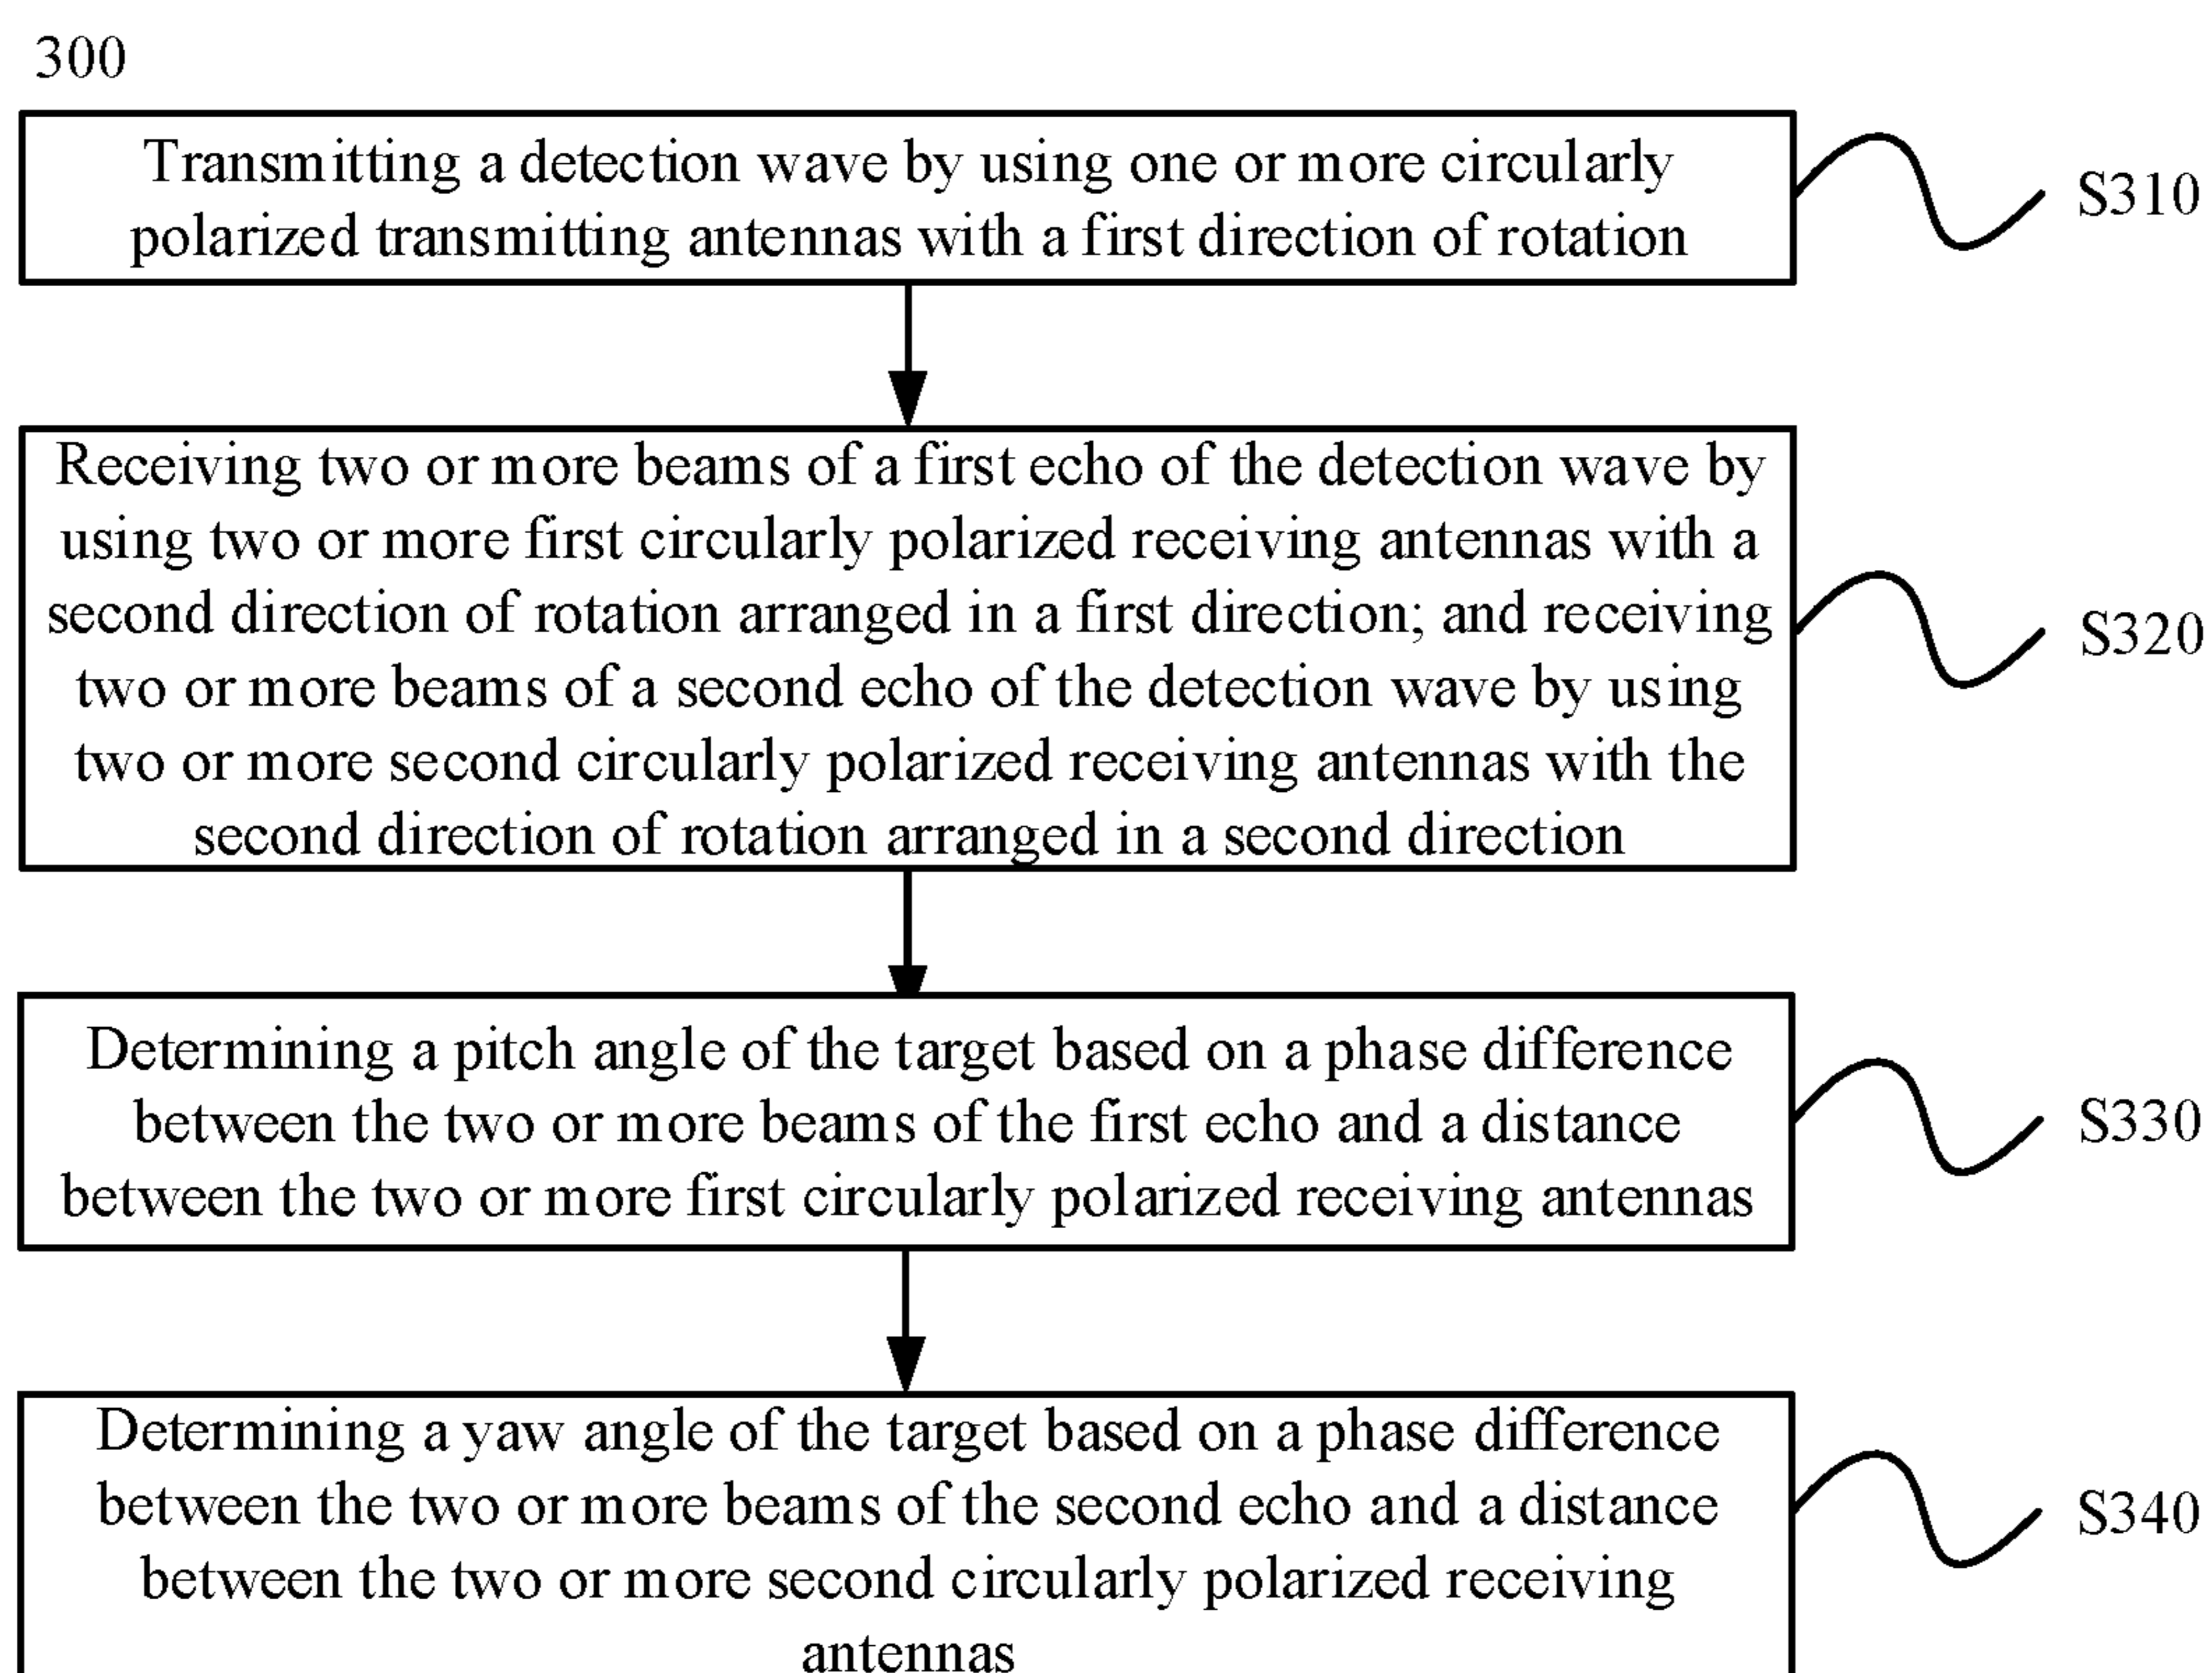 300
Transmitting a detection wave by using one or more circularly
polarized transmitting antennas with a first direction of rotation
S310
Receiving two or more beams of a first echo of the detection wave by
using two or more first circularly polarized receiving antennas with a
second direction of rotation arranged in a first direction; and receiving
two or more beams of a second echo of the detection wave by using
two or more second circularly polarized receiving antennas with the
second direction of rotation arranged in a second direction
S320
Determining a pitch angle of the target based on a phase difference
between the two or more beams of the first echo and a distance
between the two or more first circularly polarized receiving antennas
S330
Determining a yaw angle of the target based on a phase difference
between the two or more beams of the second echo and a distance
between the two or more second circularly polarized receiving
antennas
S340